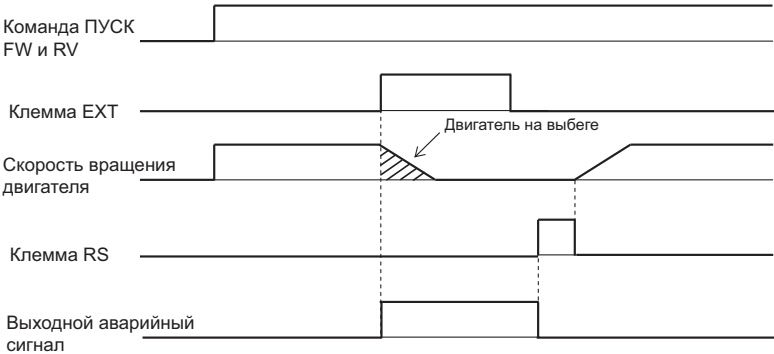 Команда ПУСК
FW и RV
Клемма EXT
Двигатель на выбеге
Скорость вращения
двигателя
Клемма RS
Выходной аварийный
сигнал